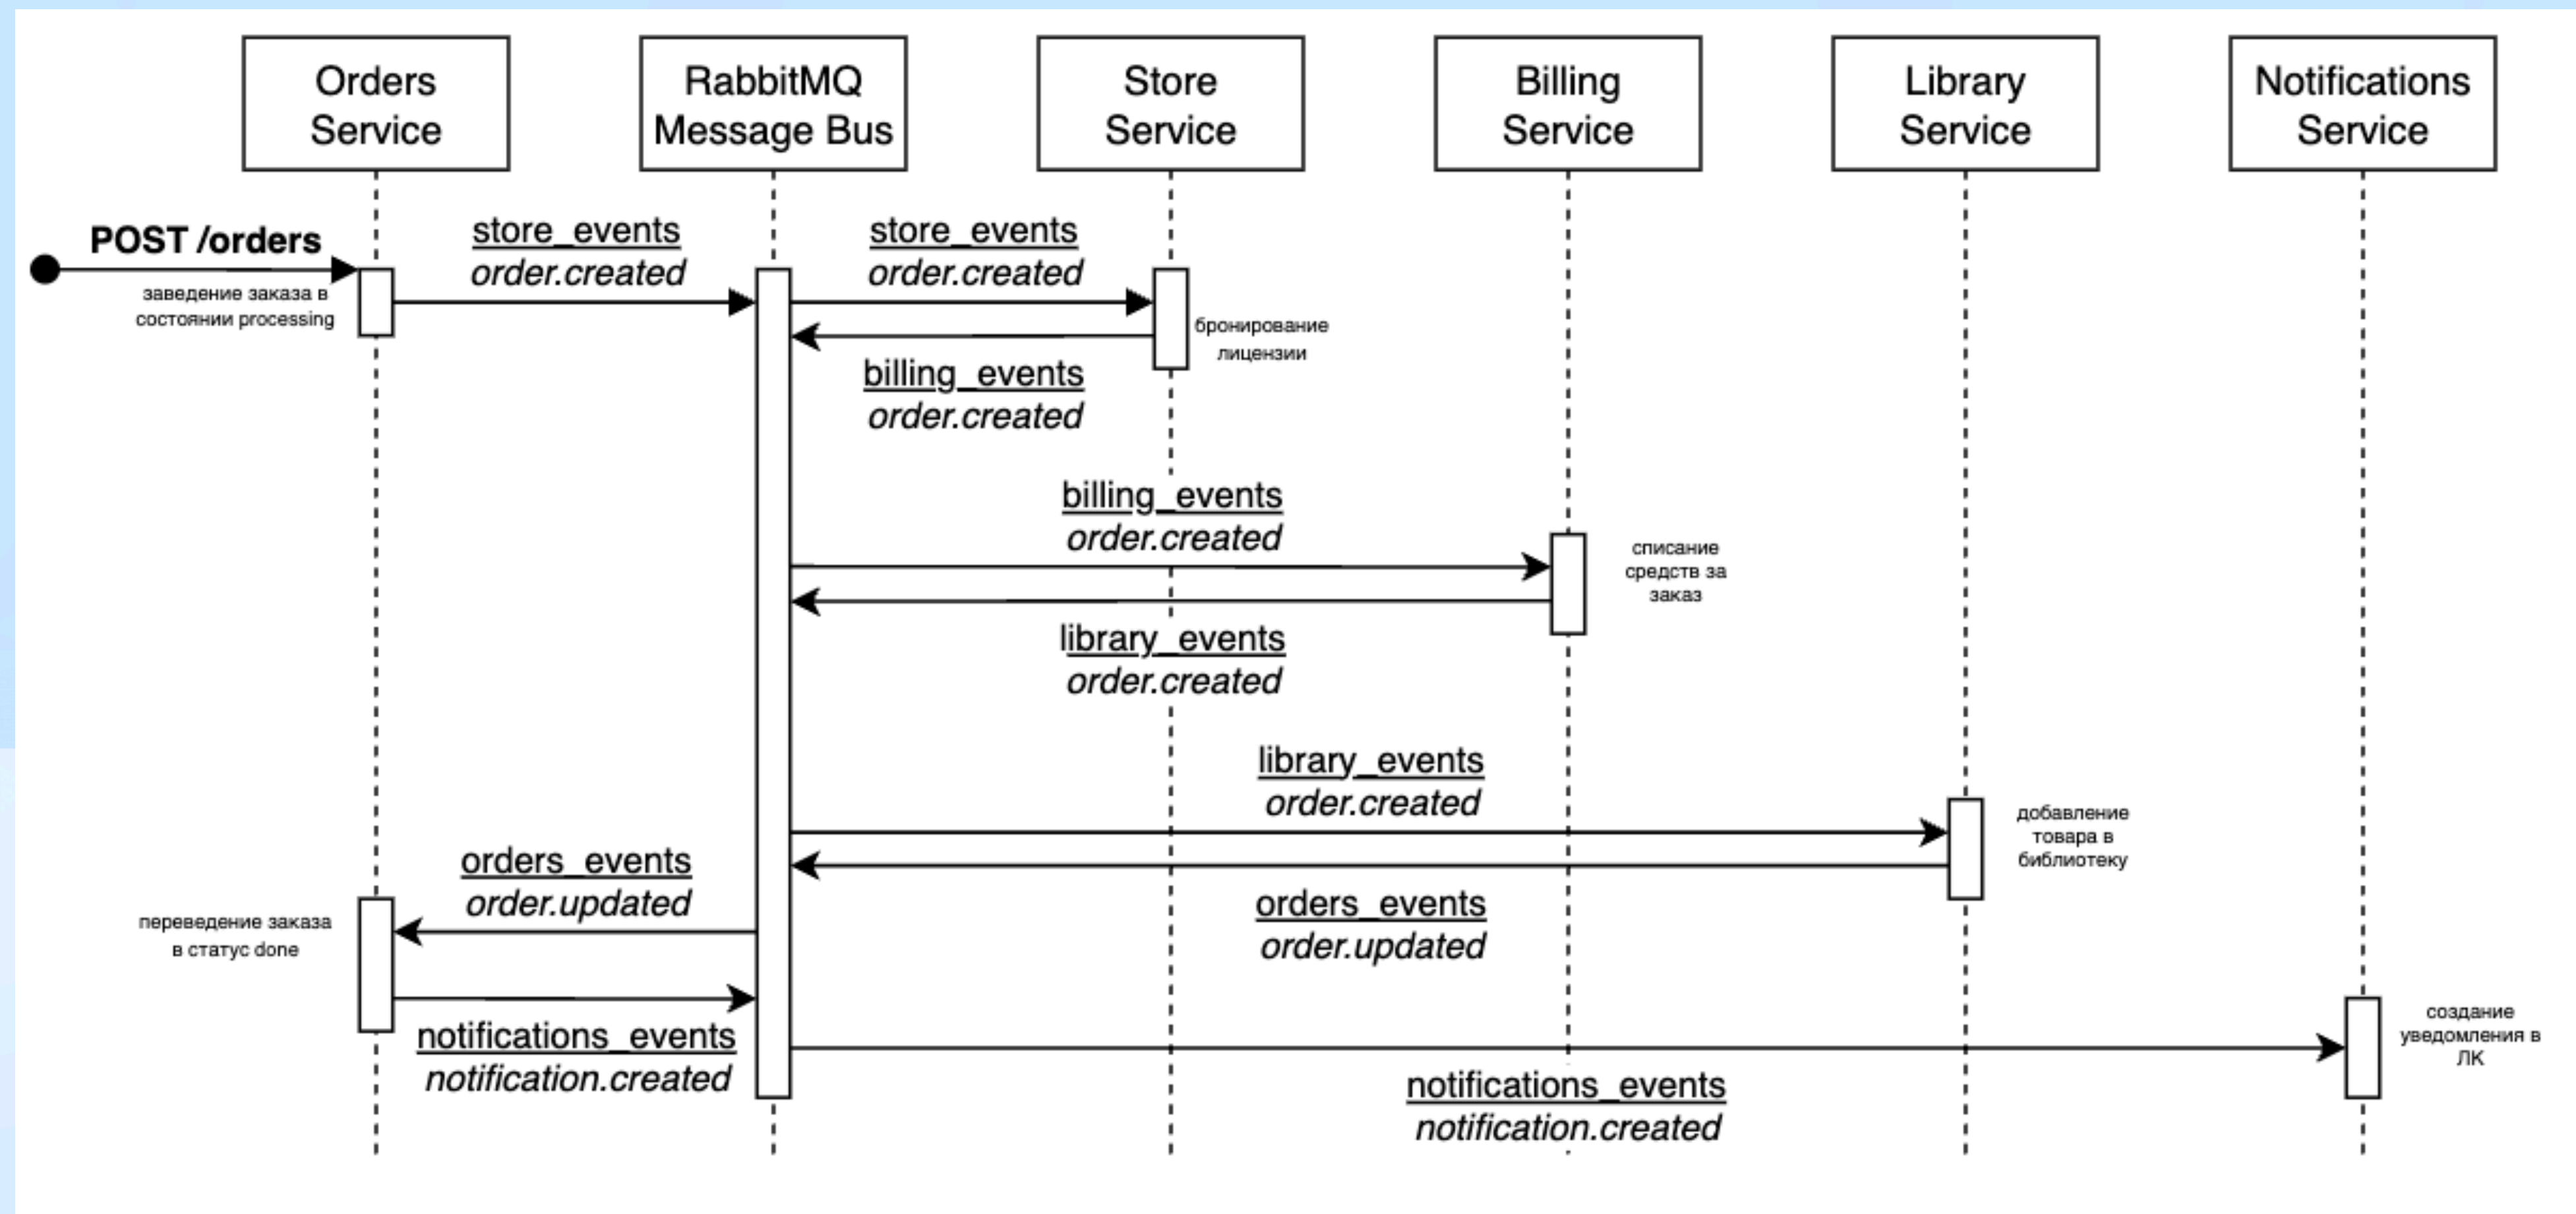 Orders
Service
RabbitMQ
Message Bus
Store
Service
Billing
Service
Library
Service
Notifications
Service
POST /orders
заведение заказа в
состоянии processing
store_events
order.created
store_events
order.created
бронирование
лицензии
billing_events
order.created
billing_events
order.created
списание
средств за
заказ
library_events
order.created
library_events
order.created
добавление
товара в
библиотеку
orders_events
order.updated
orders_events
order.updated
переведение заказа
в статус done
notifications_events
notification.created
notifications_events
notification.created
создание
уведомления в
ЛК